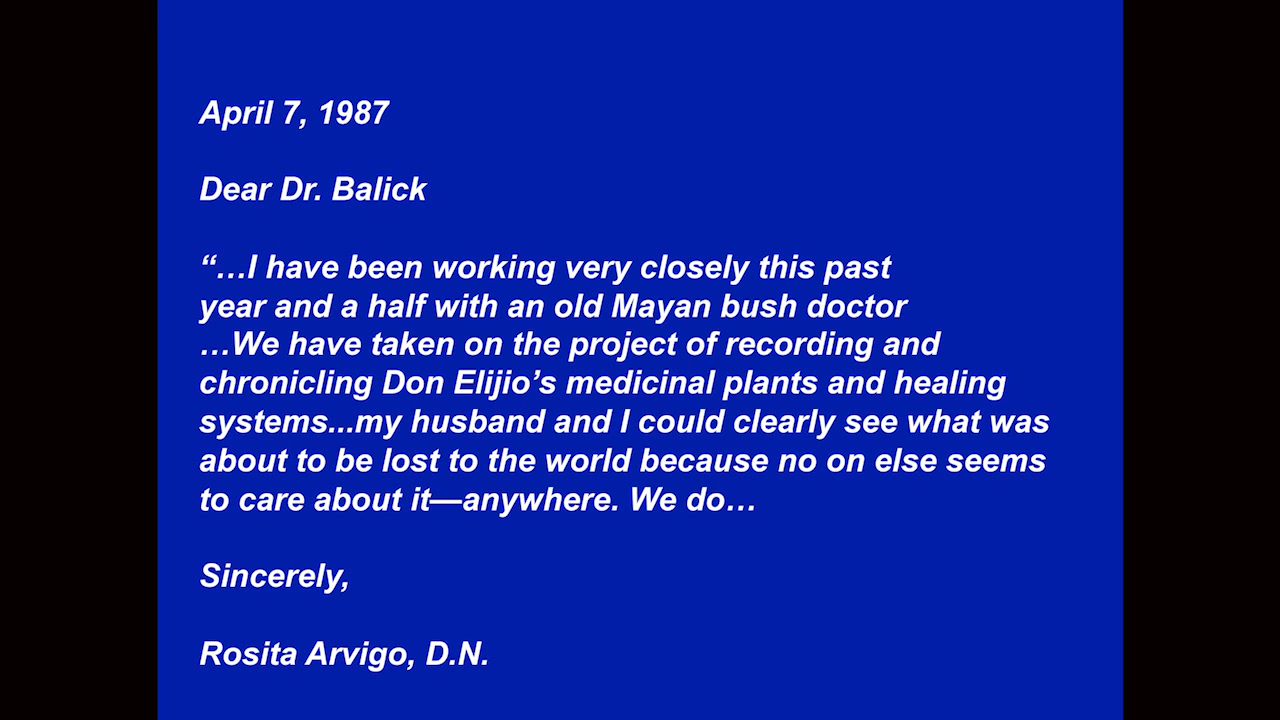 April 7, 1987
Dear Dr. Balick
“…I have been working very closely this past
year and a half with an old Mayan bush doctor
…We have taken on the project of recording and
chronicling Don Elijio’s medicinal plants and healing
systems...my husband and I could clearly see what was
about to be lost to the world because no on else seems
to care about it—anywhere. We do…
Sincerely,
Rosita Arvigo, D.N.